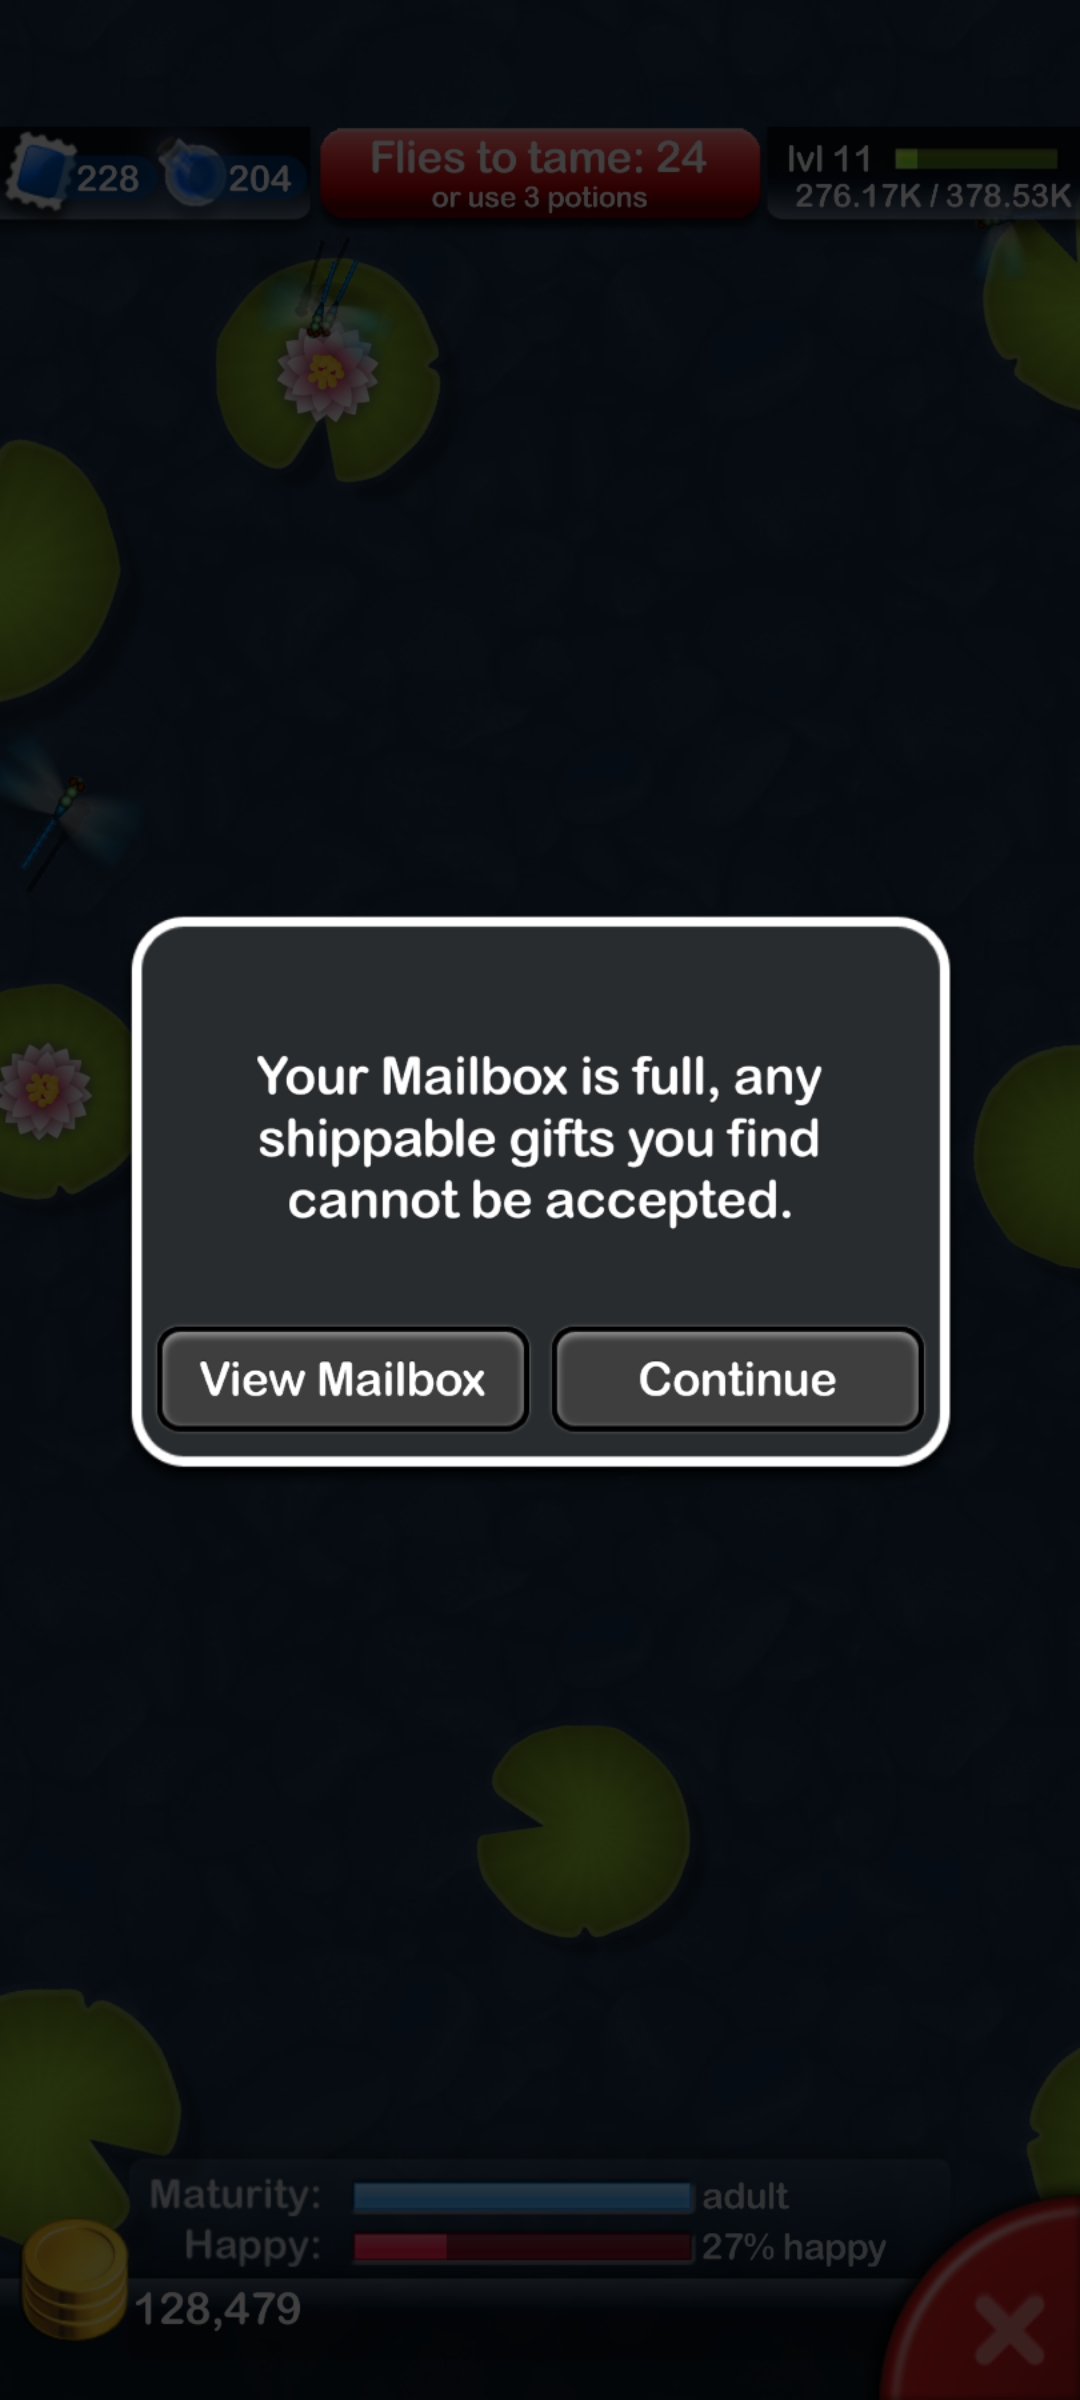 228
204
Flies to tame: 24
or use 3 potions
lvl 11
276.17K / 378.53K
Your Mailbox is full, any
shippable gifts you find
cannot be accepted.
View Mailbox
Continue
Maturity: adult
Happy: 27% happy
128,479